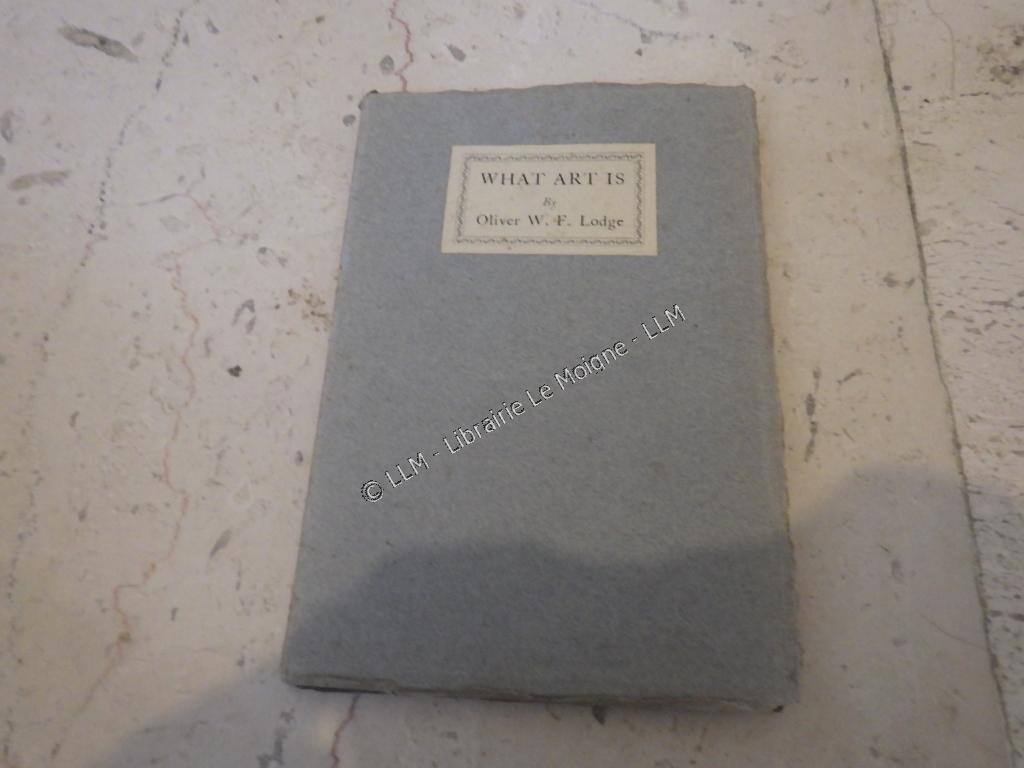 WHAT ART IS
By
Oliver W. F. Lodge
© LLM - Librairie Le Moigne - LLM